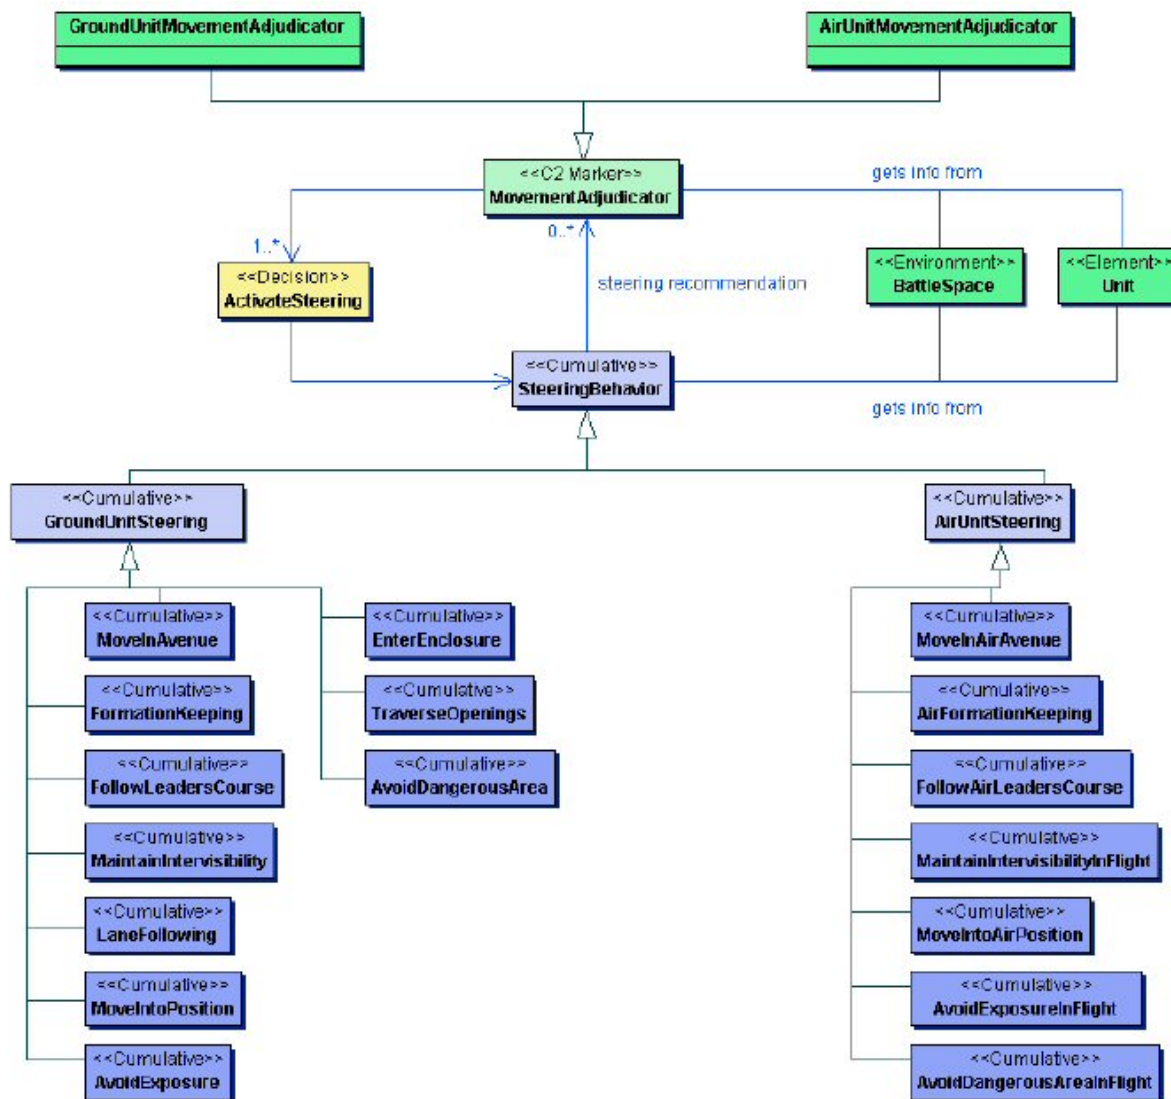 GroundUnitMovementAdjudicator
AirUnitMovementAdjudicator
<<C2 Marker>>
MovementAdjudicator
gets info from
1..*
0..*
<<Decision>>
ActivateSteering
steering recommendation
<<Environment>>
BattleSpace
<<Element>>
Unit
<<Cumulative>>
SteeringBehavior
gets info from
<<Cumulative>>
GroundUnitSteering
<<Cumulative>>
AirUnitSteering
<<Cumulative>>
MoveInAvenue
<<Cumulative>>
EnterEnclosure
<<Cumulative>>
MoveInAirAvenue
<<Cumulative>>
FormationKeeping
<<Cumulative>>
TraverseOpenings
<<Cumulative>>
AirFormationKeeping
<<Cumulative>>
FollowLeadersCourse
<<Cumulative>>
AvoidDangerousArea
<<Cumulative>>
FollowAirLeadersCourse
<<Cumulative>>
MaintainIntervisibility
<<Cumulative>>
MaintainIntervisibilityInFlight
<<Cumulative>>
LaneFollowing
<<Cumulative>>
MoveIntoAirPosition
<<Cumulative>>
MoveIntoPosition
<<Cumulative>>
AvoidExposureInFlight
<<Cumulative>>
AvoidExposure
<<Cumulative>>
AvoidDangerousAreaInFlight